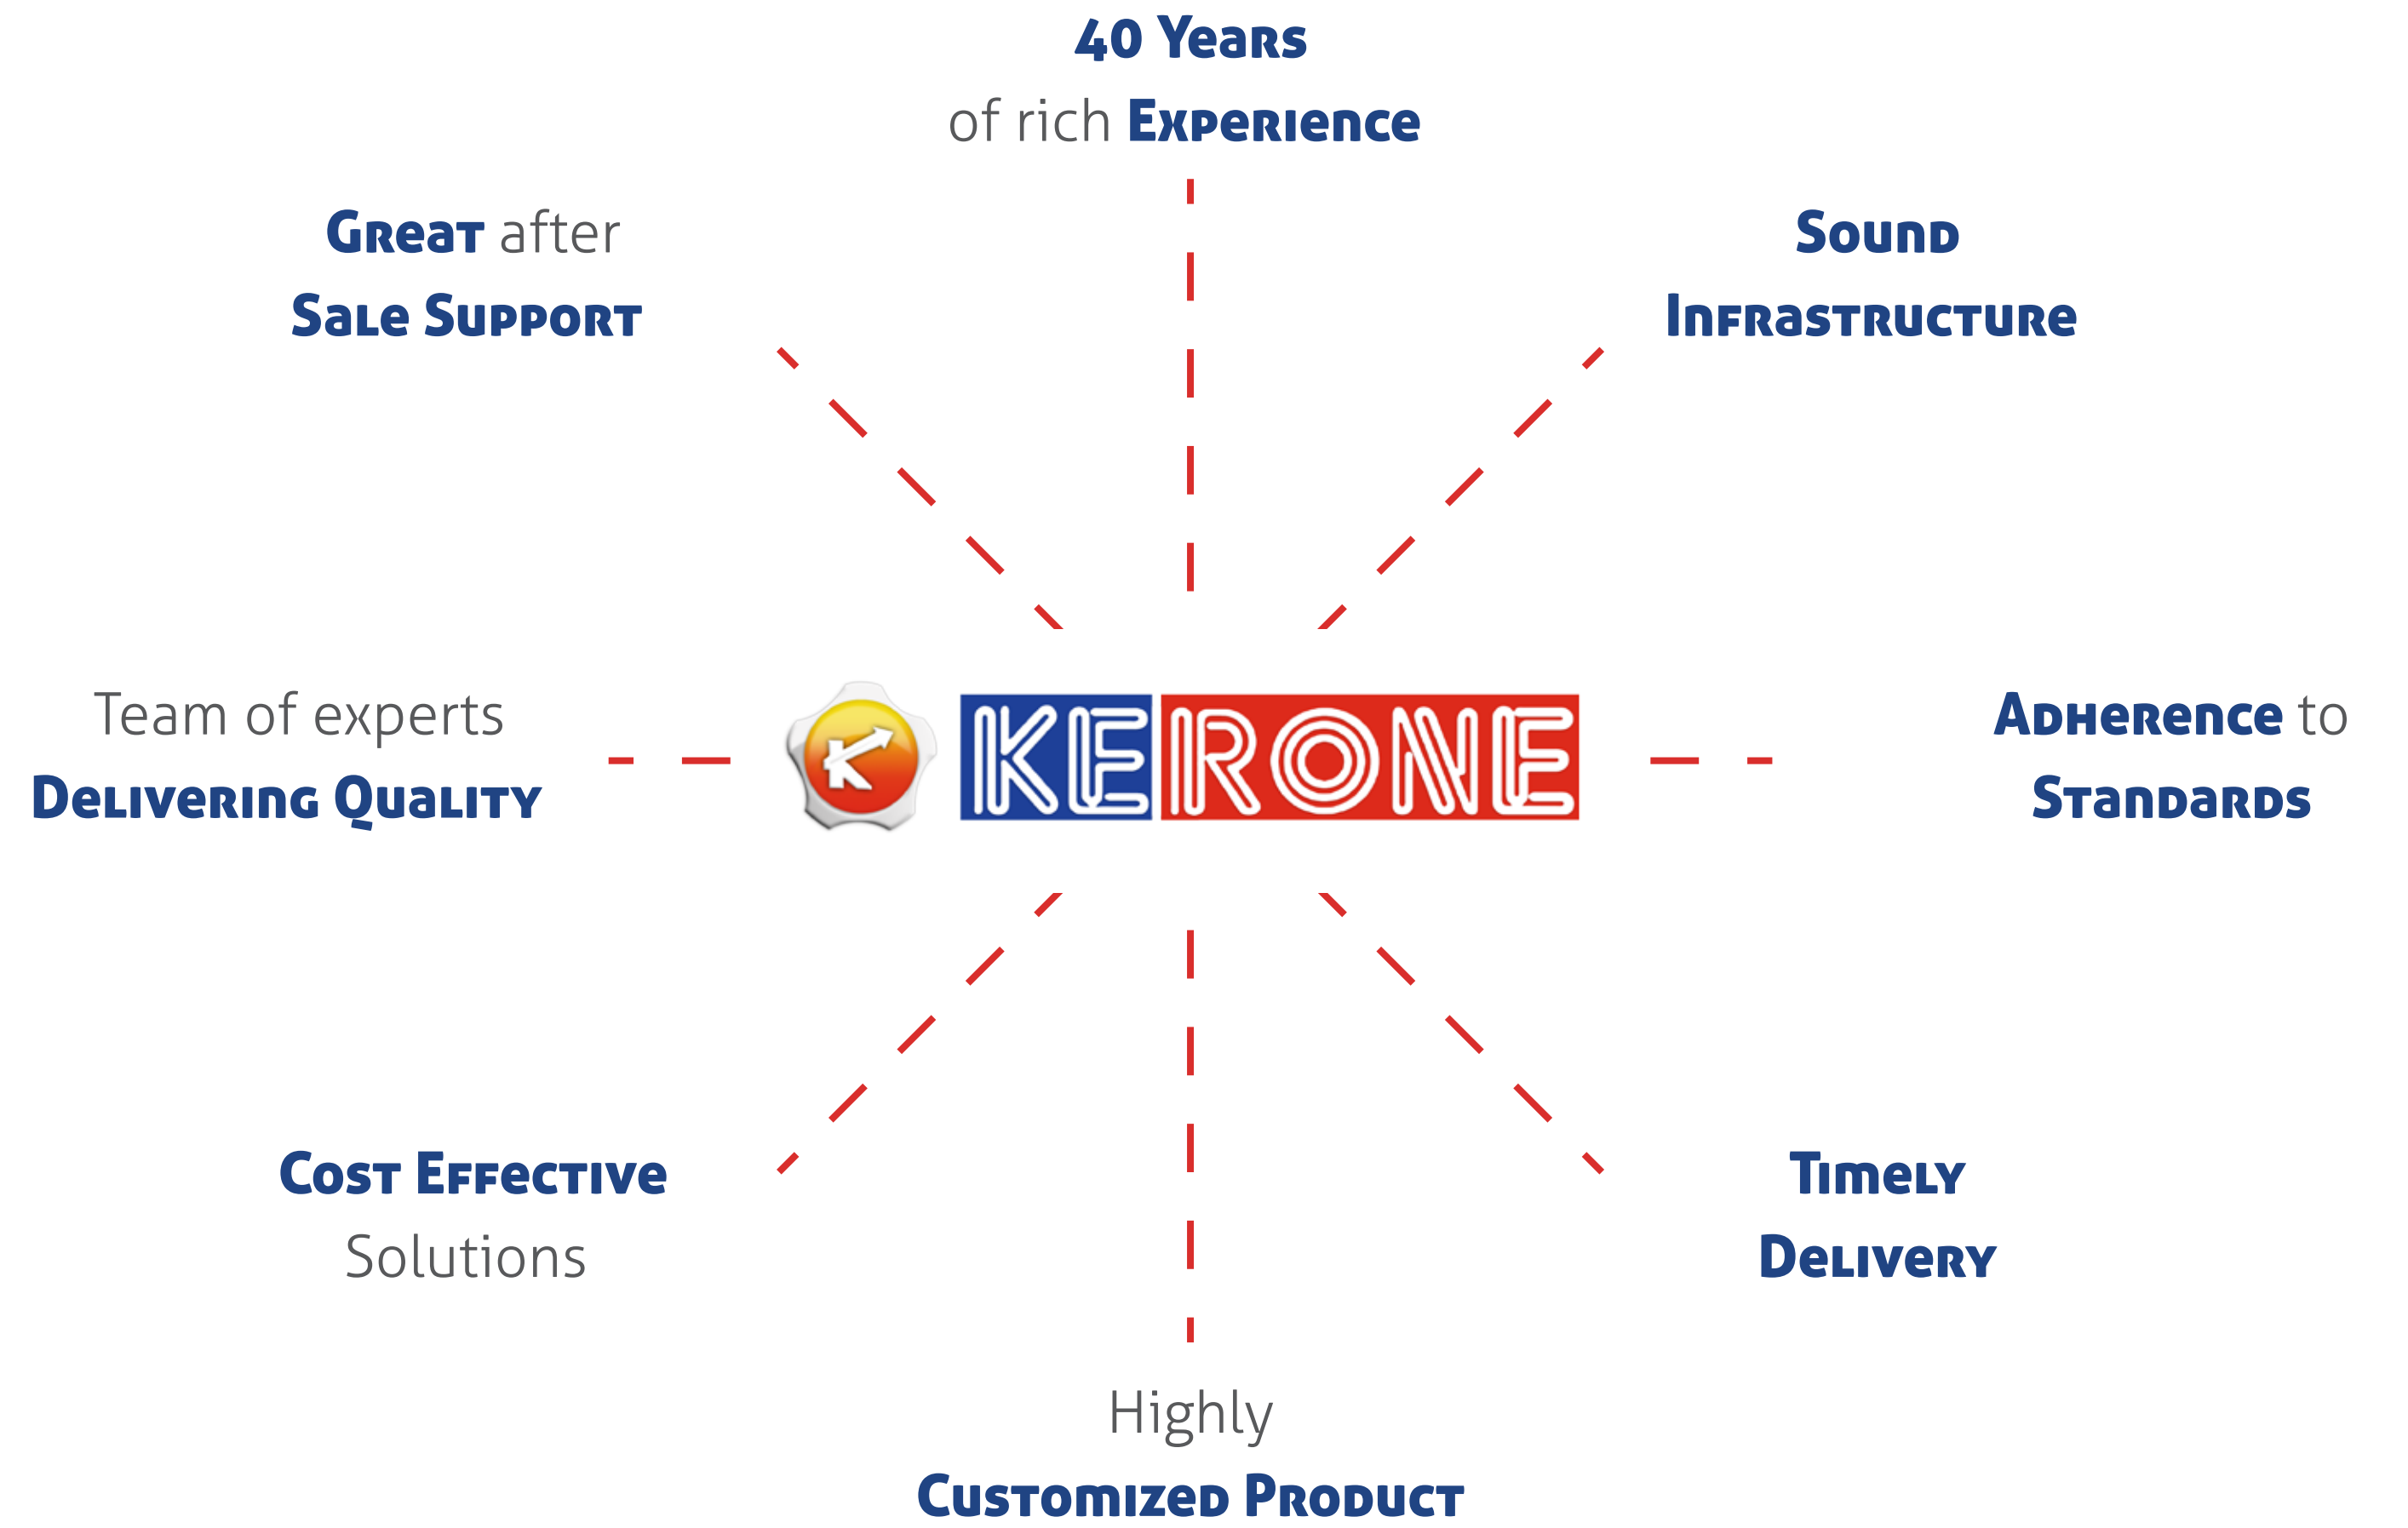 40 Years
of rich Experience
Great after
Sale Support
Sound
Infrastructure
Team of experts
Delivering Quality
K KERONE
Adherence to
Standards
Cost Effective
Solutions
Timely
Delivery
Highly
Customized Product